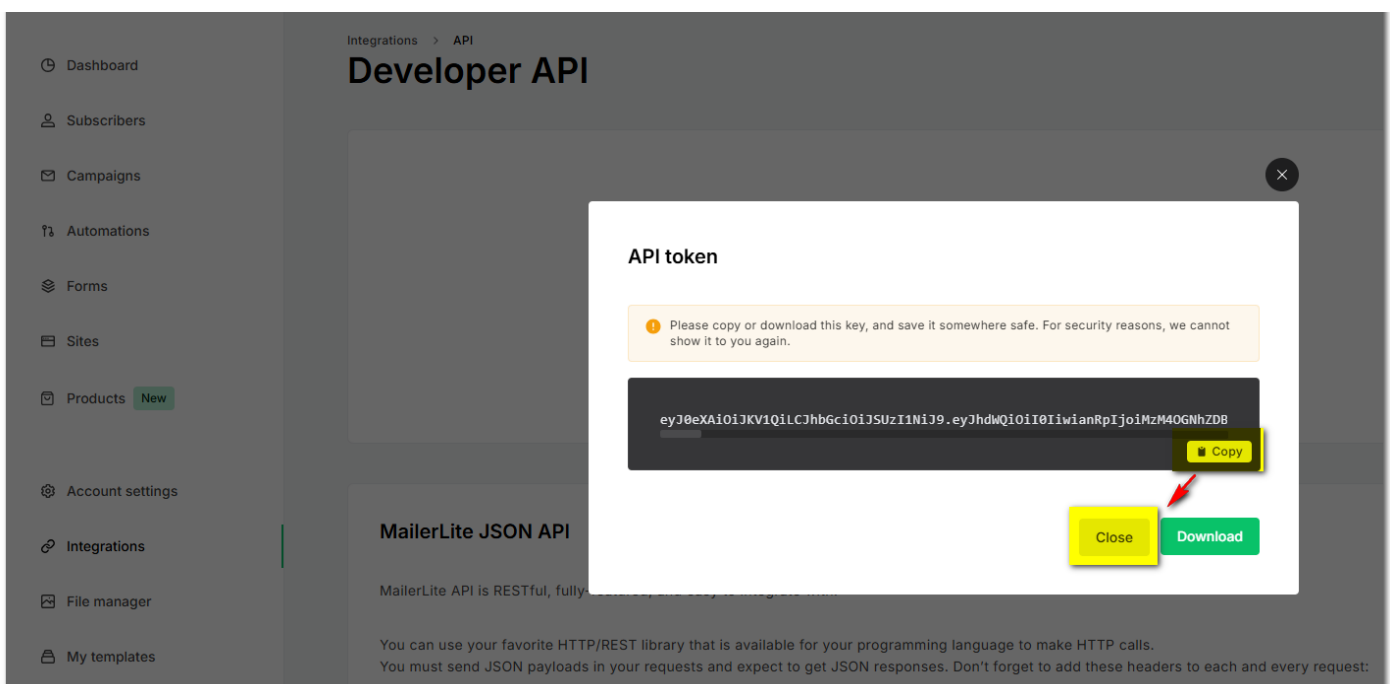 Integrations > API
Developer API
Dashboard
Subscribers
Campaigns
Automations
Forms
Sites
Products New
Account settings
Integrations
File manager
My templates
API token
Please copy or download this key, and save it somewhere safe. For security reasons, we cannot
show it to you again.
eyJ0eXAiOiJKV1QiLCJhbGciOiJSUzI1NiJ9.eyJhdWQiOiI0IiwianRpIjoiMzM4OGNhZDB
Copy
Close
Download
MailerLite JSON API
MailerLite API is RESTful, fully-
You can use your favorite HTTP/REST library that is available for your programming language to make HTTP calls.
You must send JSON payloads in your requests and expect to get JSON responses. Don't forget to add these headers to each and every request: